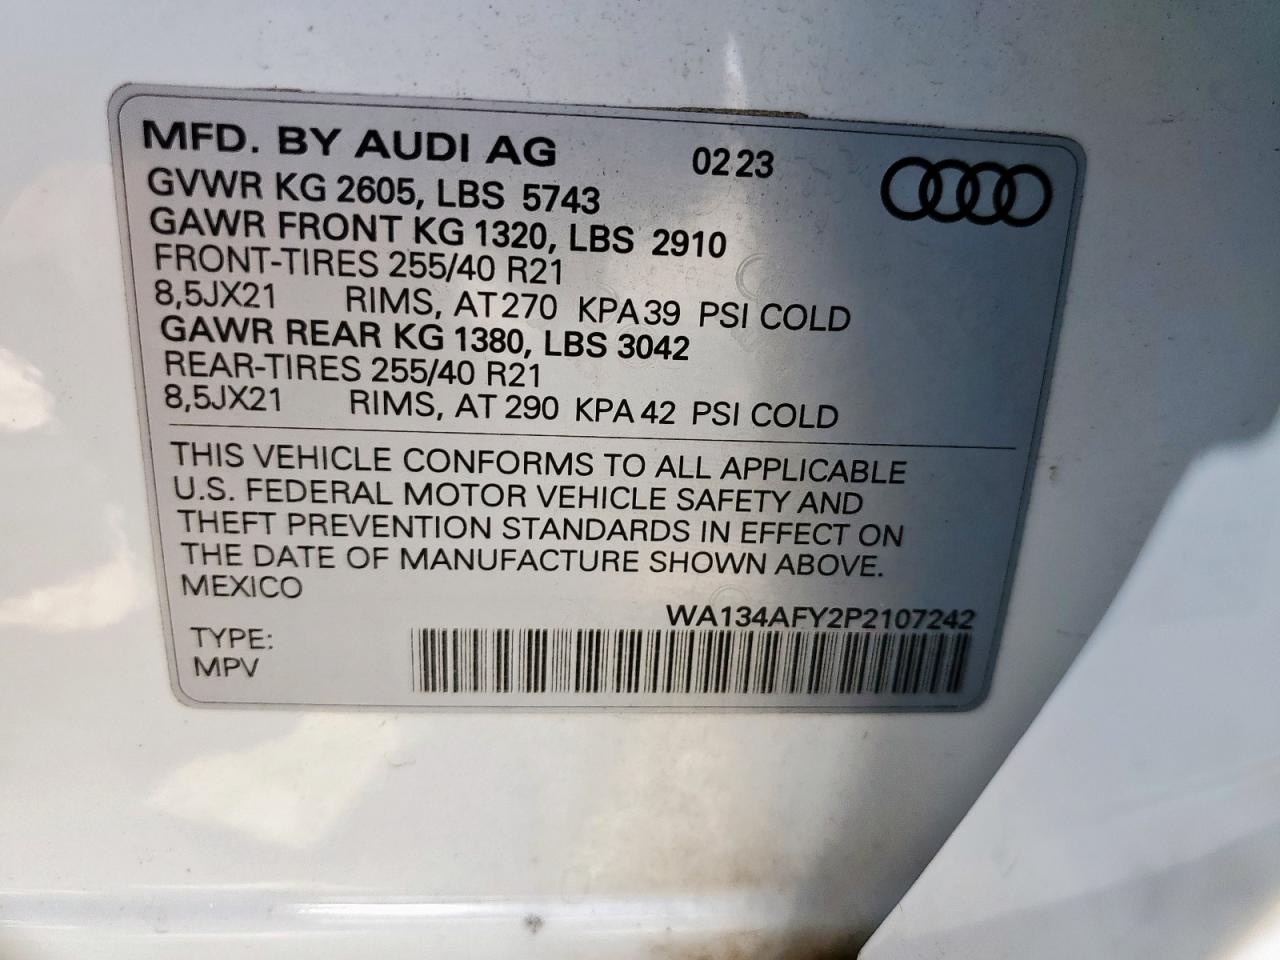 MFD. BY AUDI AG 02 23
GVWR KG 2605, LBS 5743
GAWR FRONT KG 1320, LBS 2910
FRONT-TIRES 255/40 R21
8,5JX21 RIMS, AT 270 KPA 39 PSI COLD
GAWR REAR KG 1380, LBS 3042
REAR-TIRES 255/40 R21
8,5JX21 RIMS, AT 290 KPA 42 PSI COLD
THIS VEHICLE CONFORMS TO ALL APPLICABLE
U.S. FEDERAL MOTOR VEHICLE SAFETY AND
THEFT PREVENTION STANDARDS IN EFFECT ON
THE DATE OF MANUFACTURE SHOWN ABOVE.
MEXICO
WA134AFY2P2107242
TYPE:
MPV